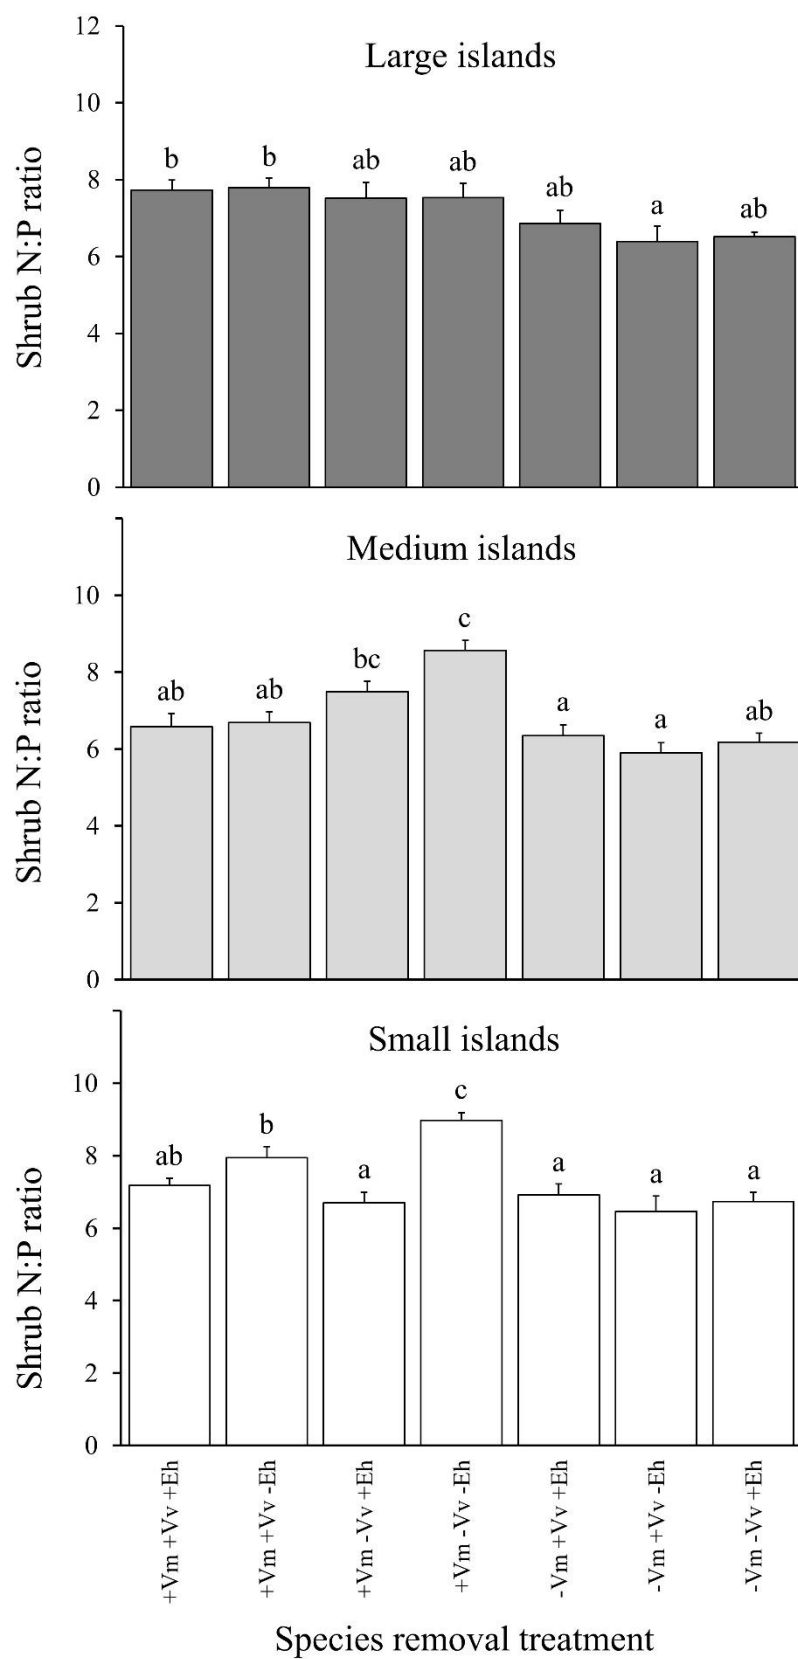 12
Large islands
10
b b ab ab ab a ab
8
6
4
2
0
Shrub N:P ratio
Medium islands
10
ab ab bc c a a ab
8
6
4
2
0
Shrub N:P ratio
Small islands
10
ab b a c a a a
8
6
4
2
0
Shrub N:P ratio
+Vm +Vv +Eh
+Vm +Vv -Eh
+Vm -Vv +Eh
+Vm -Vv -Eh
-Vm +Vv +Eh
-Vm +Vv -Eh
-Vm -Vv +Eh
Species removal treatment